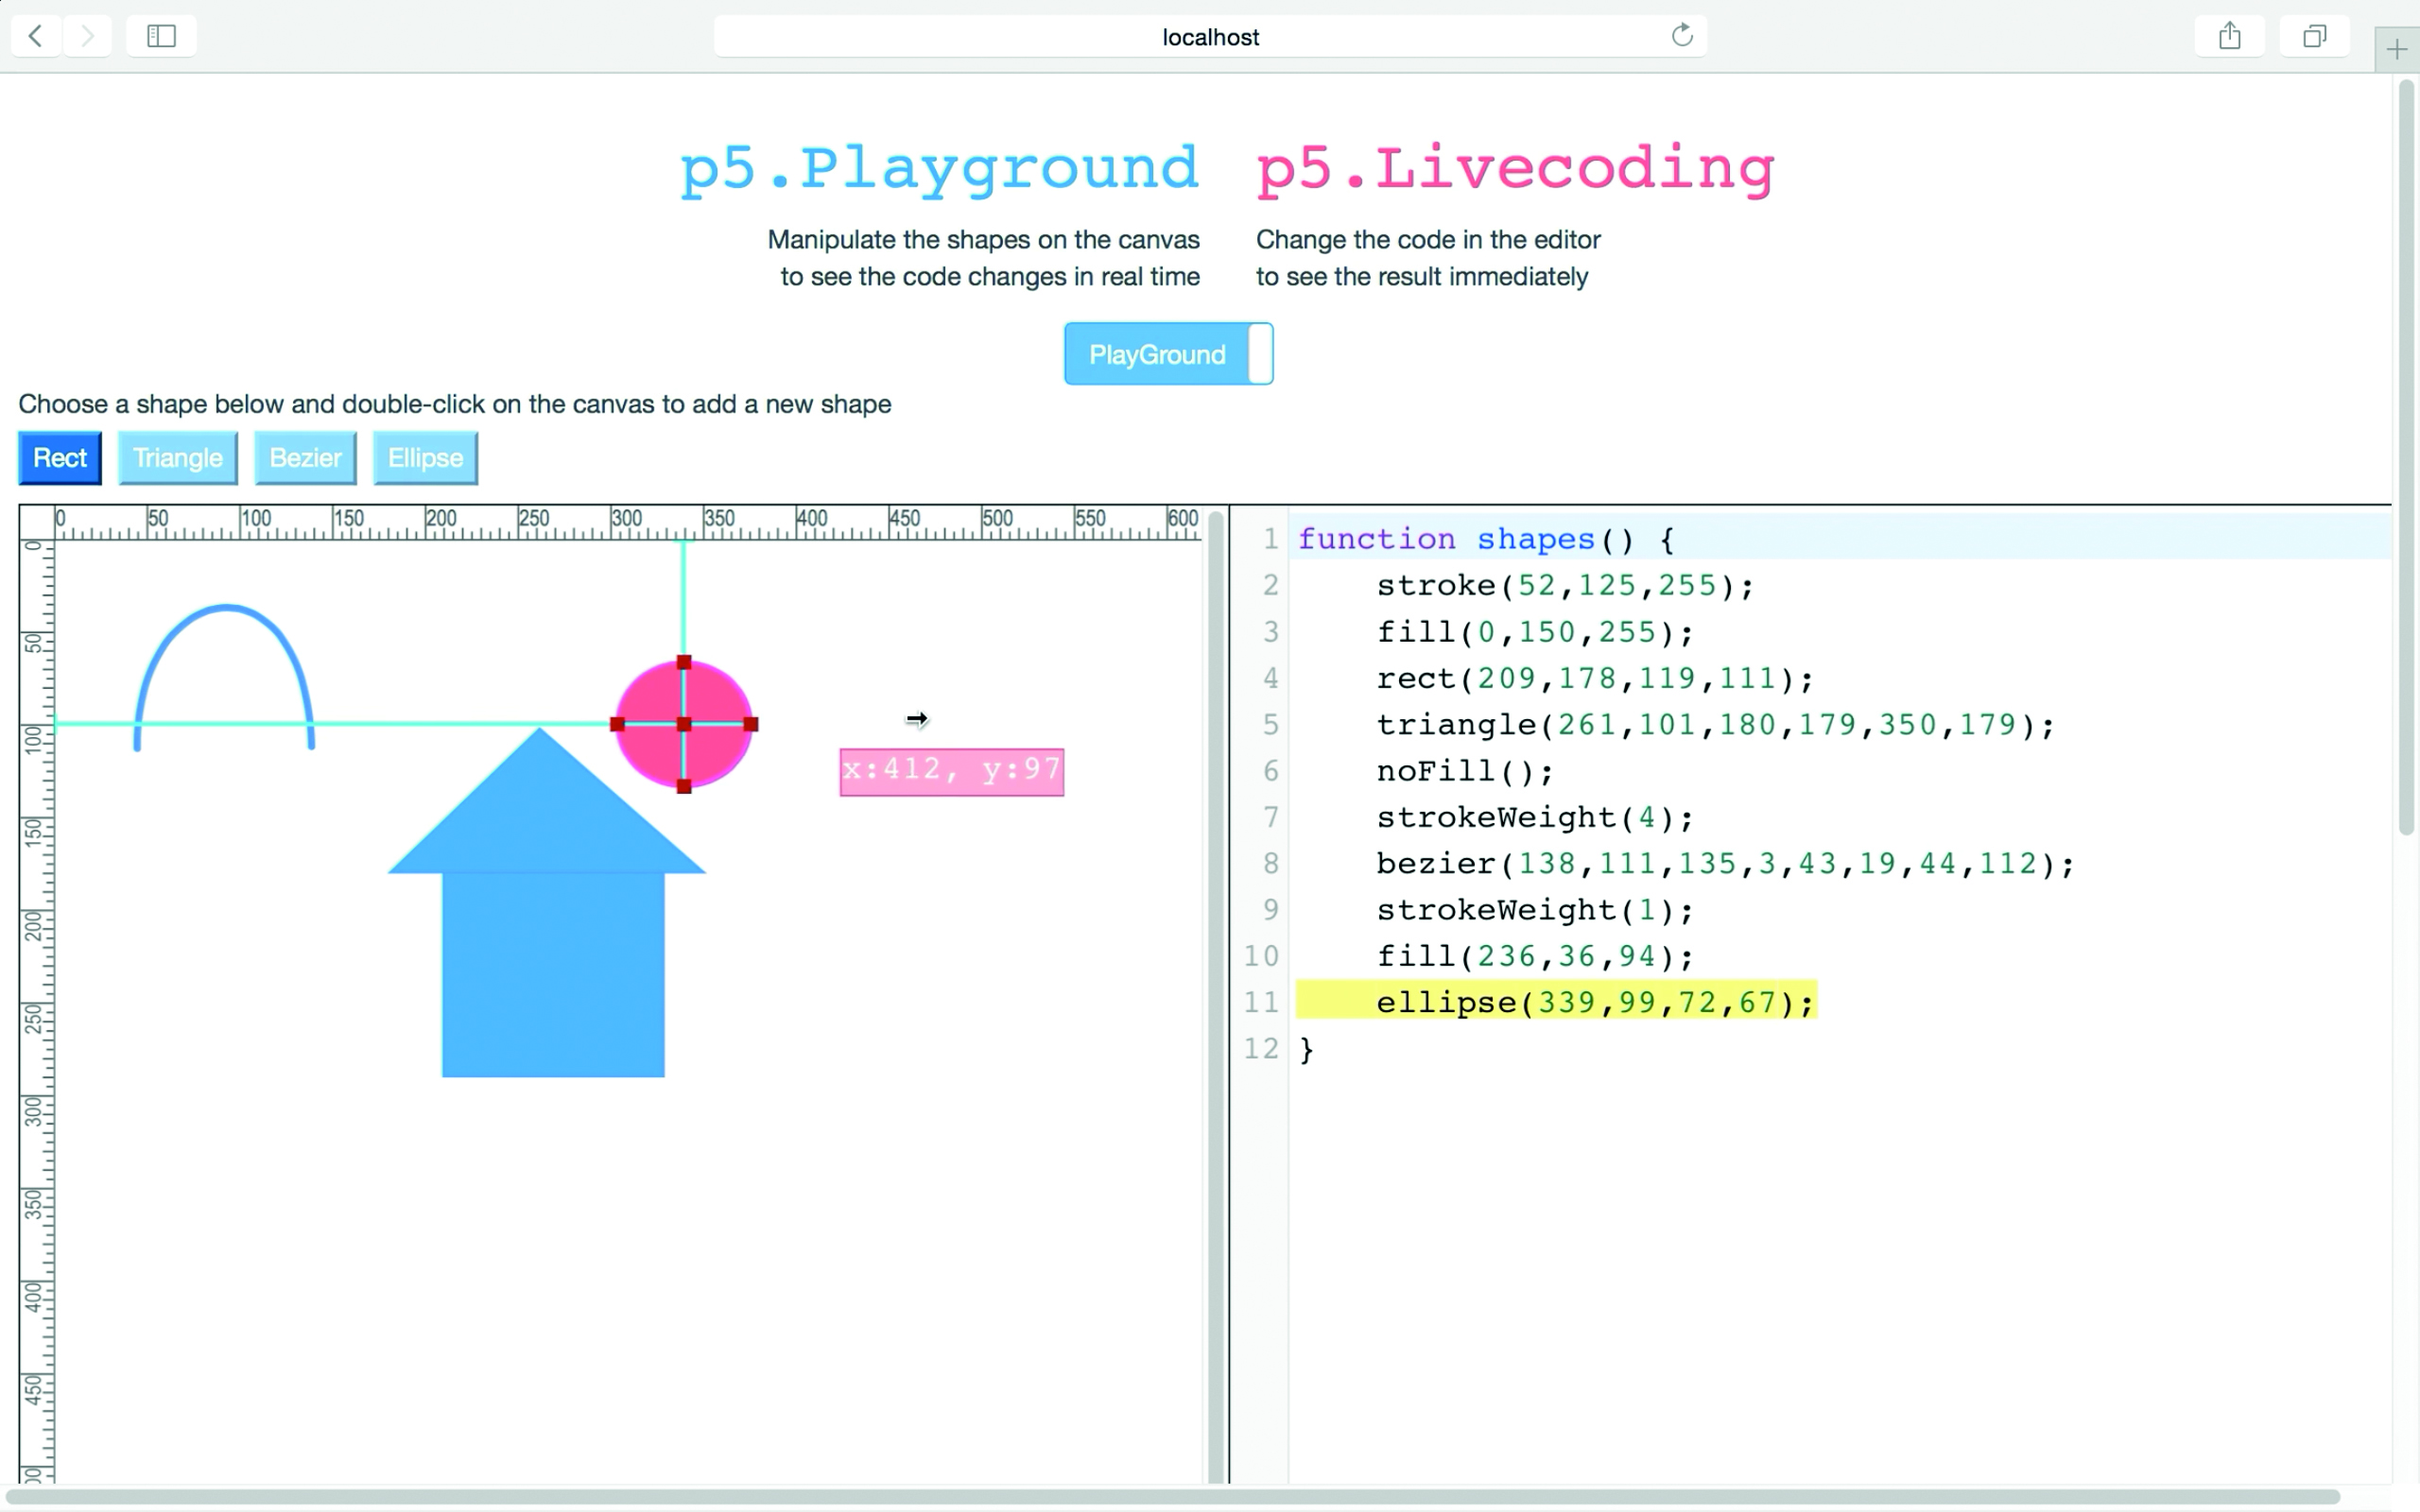 localhost
p5.Playground p5.Livecoding
Manipulate the shapes on the canvas
to see the code changes in real time
Change the code in the editor
to see the result immediately
PlayGround
Choose a shape below and double-click on the canvas to add a new shape
Rect Triangle Bezier Ellipse
0 50 100 150 200 250 300 350 400 450 500 550 600
0
50
100
150
200
250
300
350
400
450
x:412, y:97
1 function shapes() {
2 stroke(52,125,255);
3 fill(0,150,255);
4 rect(209,178,119,111);
5 triangle(261,101,180,179,350,179);
6 noFill();
7 strokeWeight(4);
8 bezier(138,111,135,3,43,19,44,112);
9 strokeWeight(1);
10 fill(236,36,94);
11 ellipse(339,99,72,67);
12 }